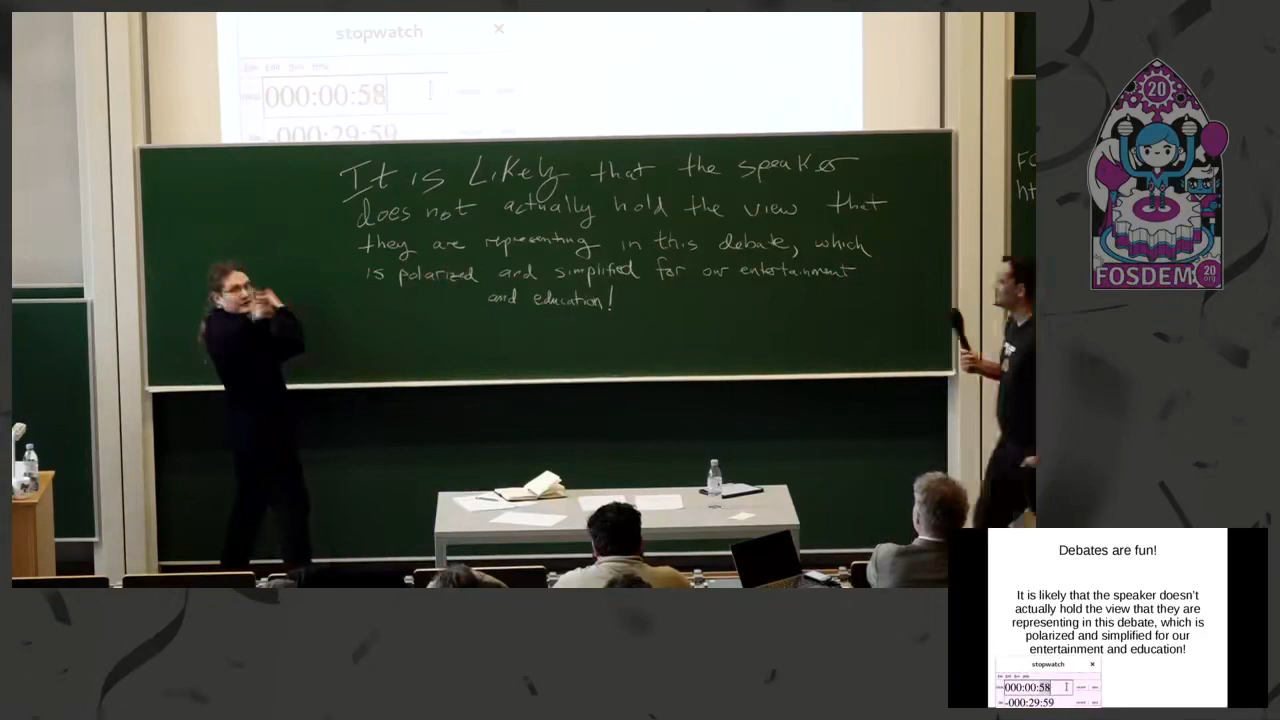 stopwatch
000:00:58
-000:29:59
It is Likely that the speaker
does not actually hold the view that
they are representing in this debate, which
is polarized and simplified for our entertainment
and education!
20
FOSDEM 20
.org
Debates are fun!
It is likely that the speaker doesn't
actually hold the view that they are
representing in this debate, which is
polarized and simplified for our
entertainment and education!
stopwatch
000:00:58
-000:29:59